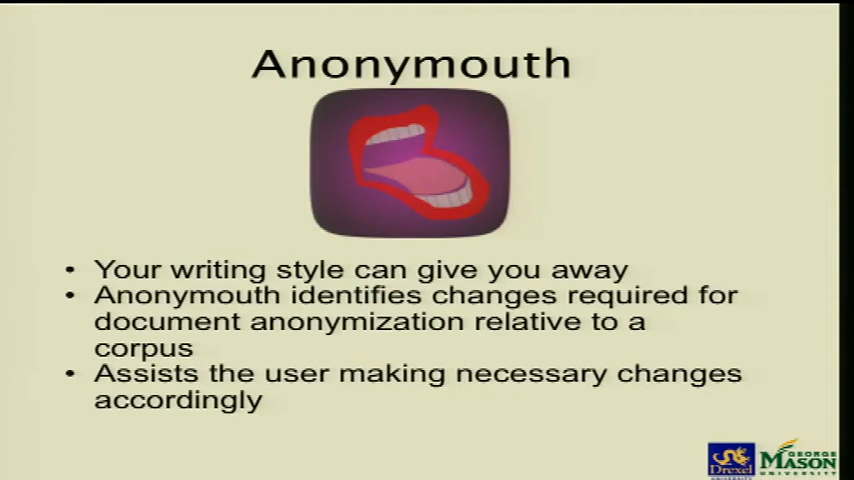 Anonymouth
• Your writing style can give you away
• Anonymouth identifies changes required for
document anonymization relative to a
corpus
• Assists the user making necessary changes
accordingly
Drexel
UNIVERSITY
GEORGE
MASON
UNIVERSITY